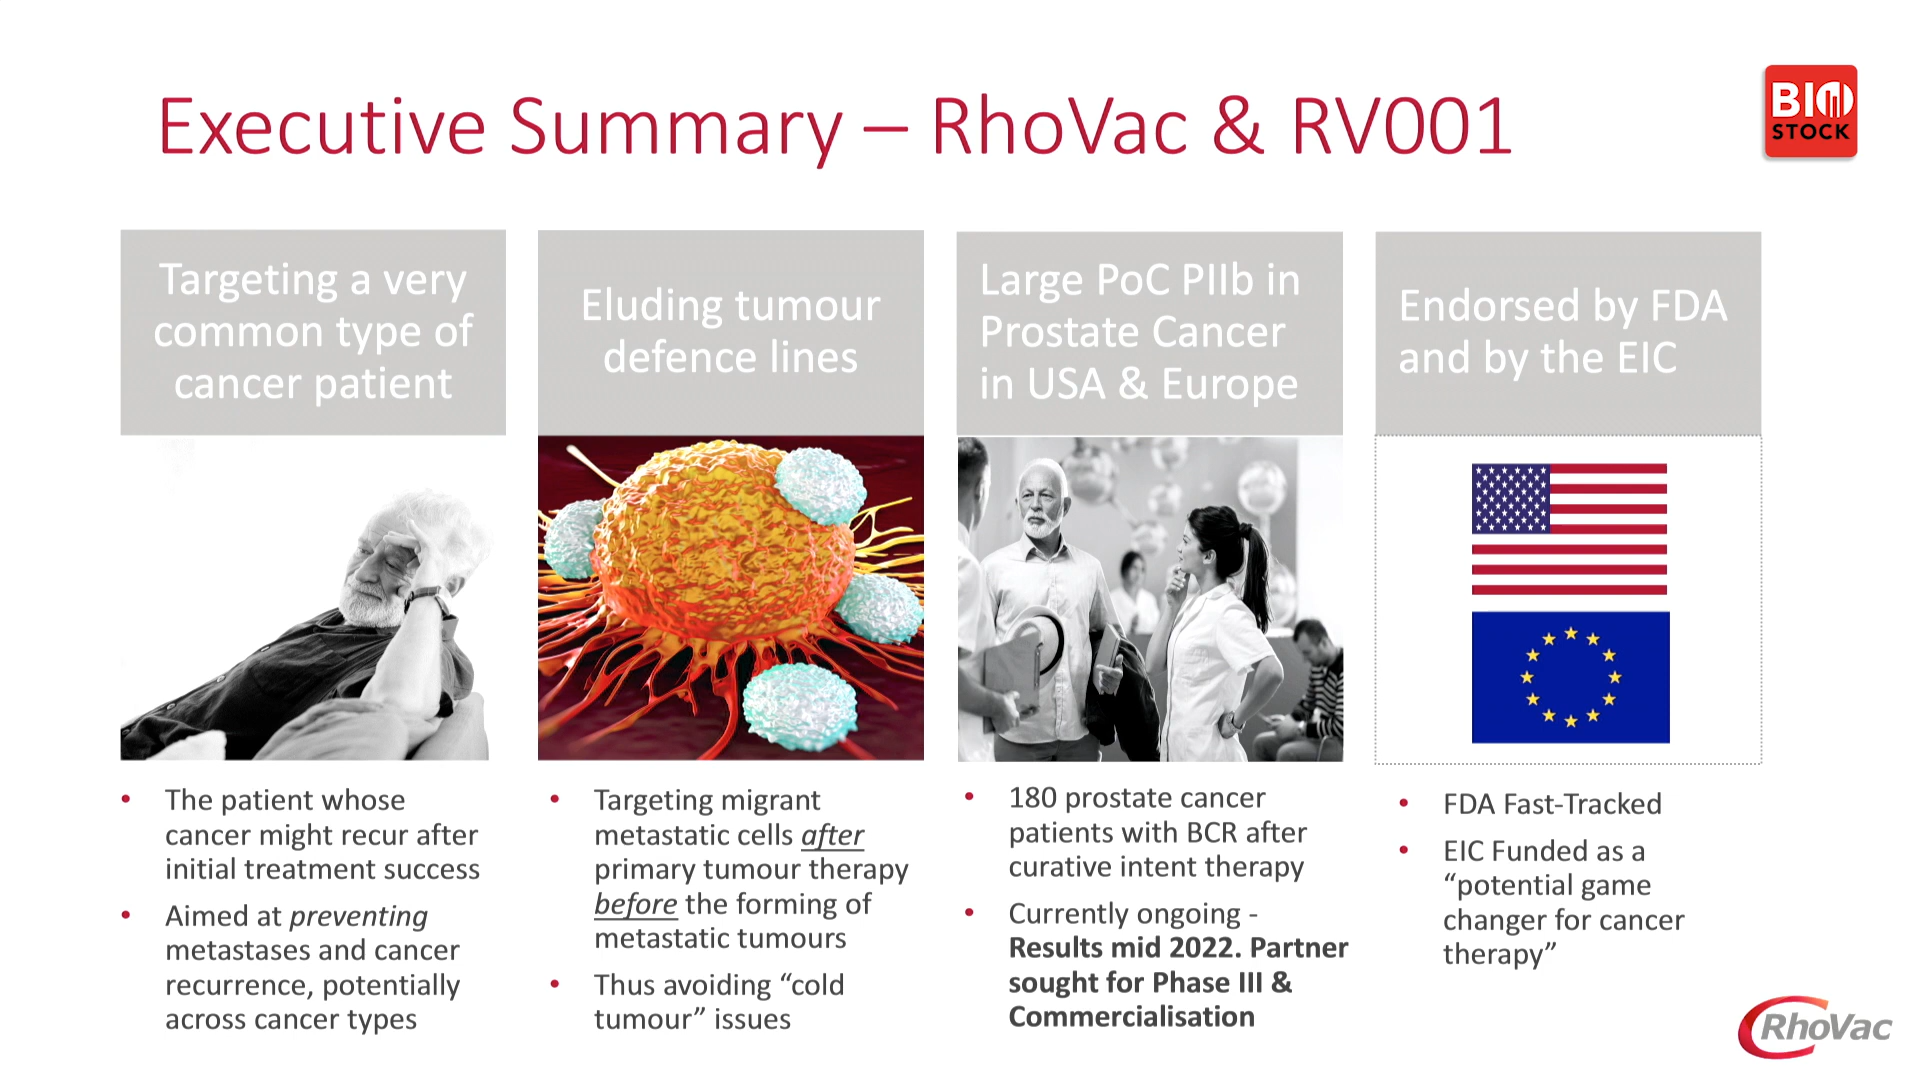 Executive Summary – RhoVac & RV001
BIO
STOCK
Targeting a very
common type of
cancer patient
Eluding tumour
defence lines
Large PoC PIIb in
Prostate Cancer
in USA & Europe
Endorsed by FDA
and by the EIC
• The patient whose
cancer might recur after
initial treatment success
• Aimed at preventing
metastases and cancer
recurrence, potentially
across cancer types
• Targeting migrant
metastatic cells after
primary tumour therapy
before the forming of
metastatic tumours
• Thus avoiding “cold
tumour” issues
• 180 prostate cancer
patients with BCR after
curative intent therapy
• Currently ongoing -
Results mid 2022. Partner
sought for Phase III &
Commercialisation
• FDA Fast-Tracked
• EIC Funded as a
“potential game
changer for cancer
therapy”
RhoVac